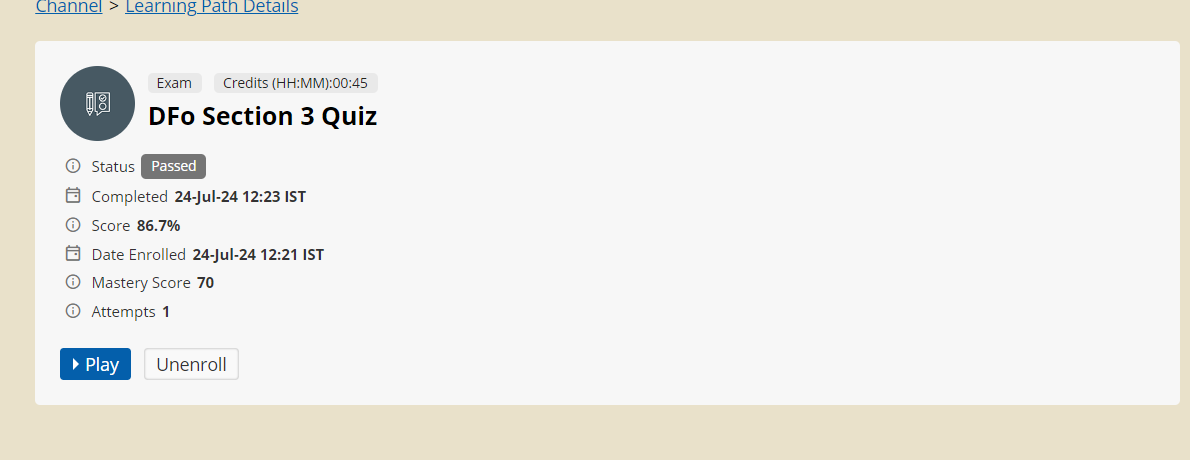 Channel > Learning Path Details
Exam Credits (HH:MM):00:45
DFo Section 3 Quiz
Status Passed
Completed 24-Jul-24 12:23 IST
Score 86.7%
Date Enrolled 24-Jul-24 12:21 IST
Mastery Score 70
Attempts 1
Play Unenroll